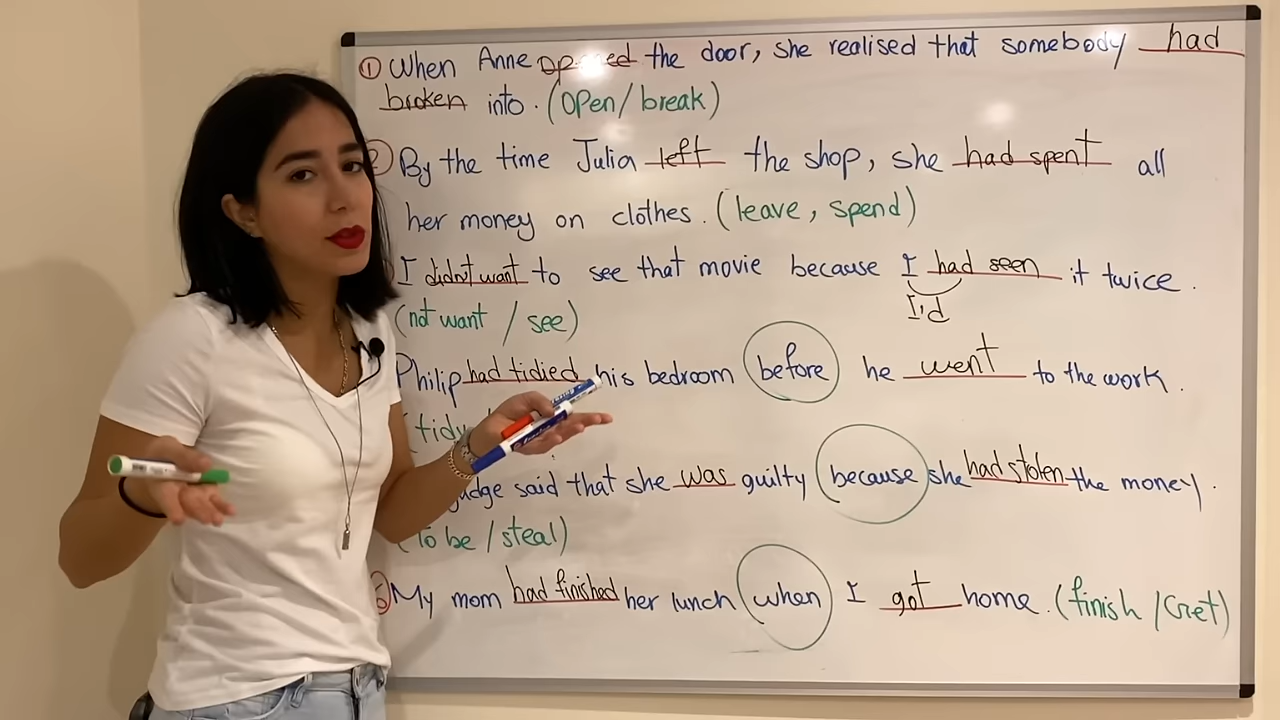 ① When Anne opened the door, she realised that somebody had
broken into. (open / break)
② By the time Julia left the shop, she had spent all
her money on clothes. (leave, spend)
I didn't want to see that movie because I had seen it twice.
I'd
(not want / see)
Philip had tidied his bedroom before he went to the work.
(tidy
said that she was guilty because she had stolen the money.
(To be / steal)
⑥ My mom had finished her lunch when I got home. (finish / Get)